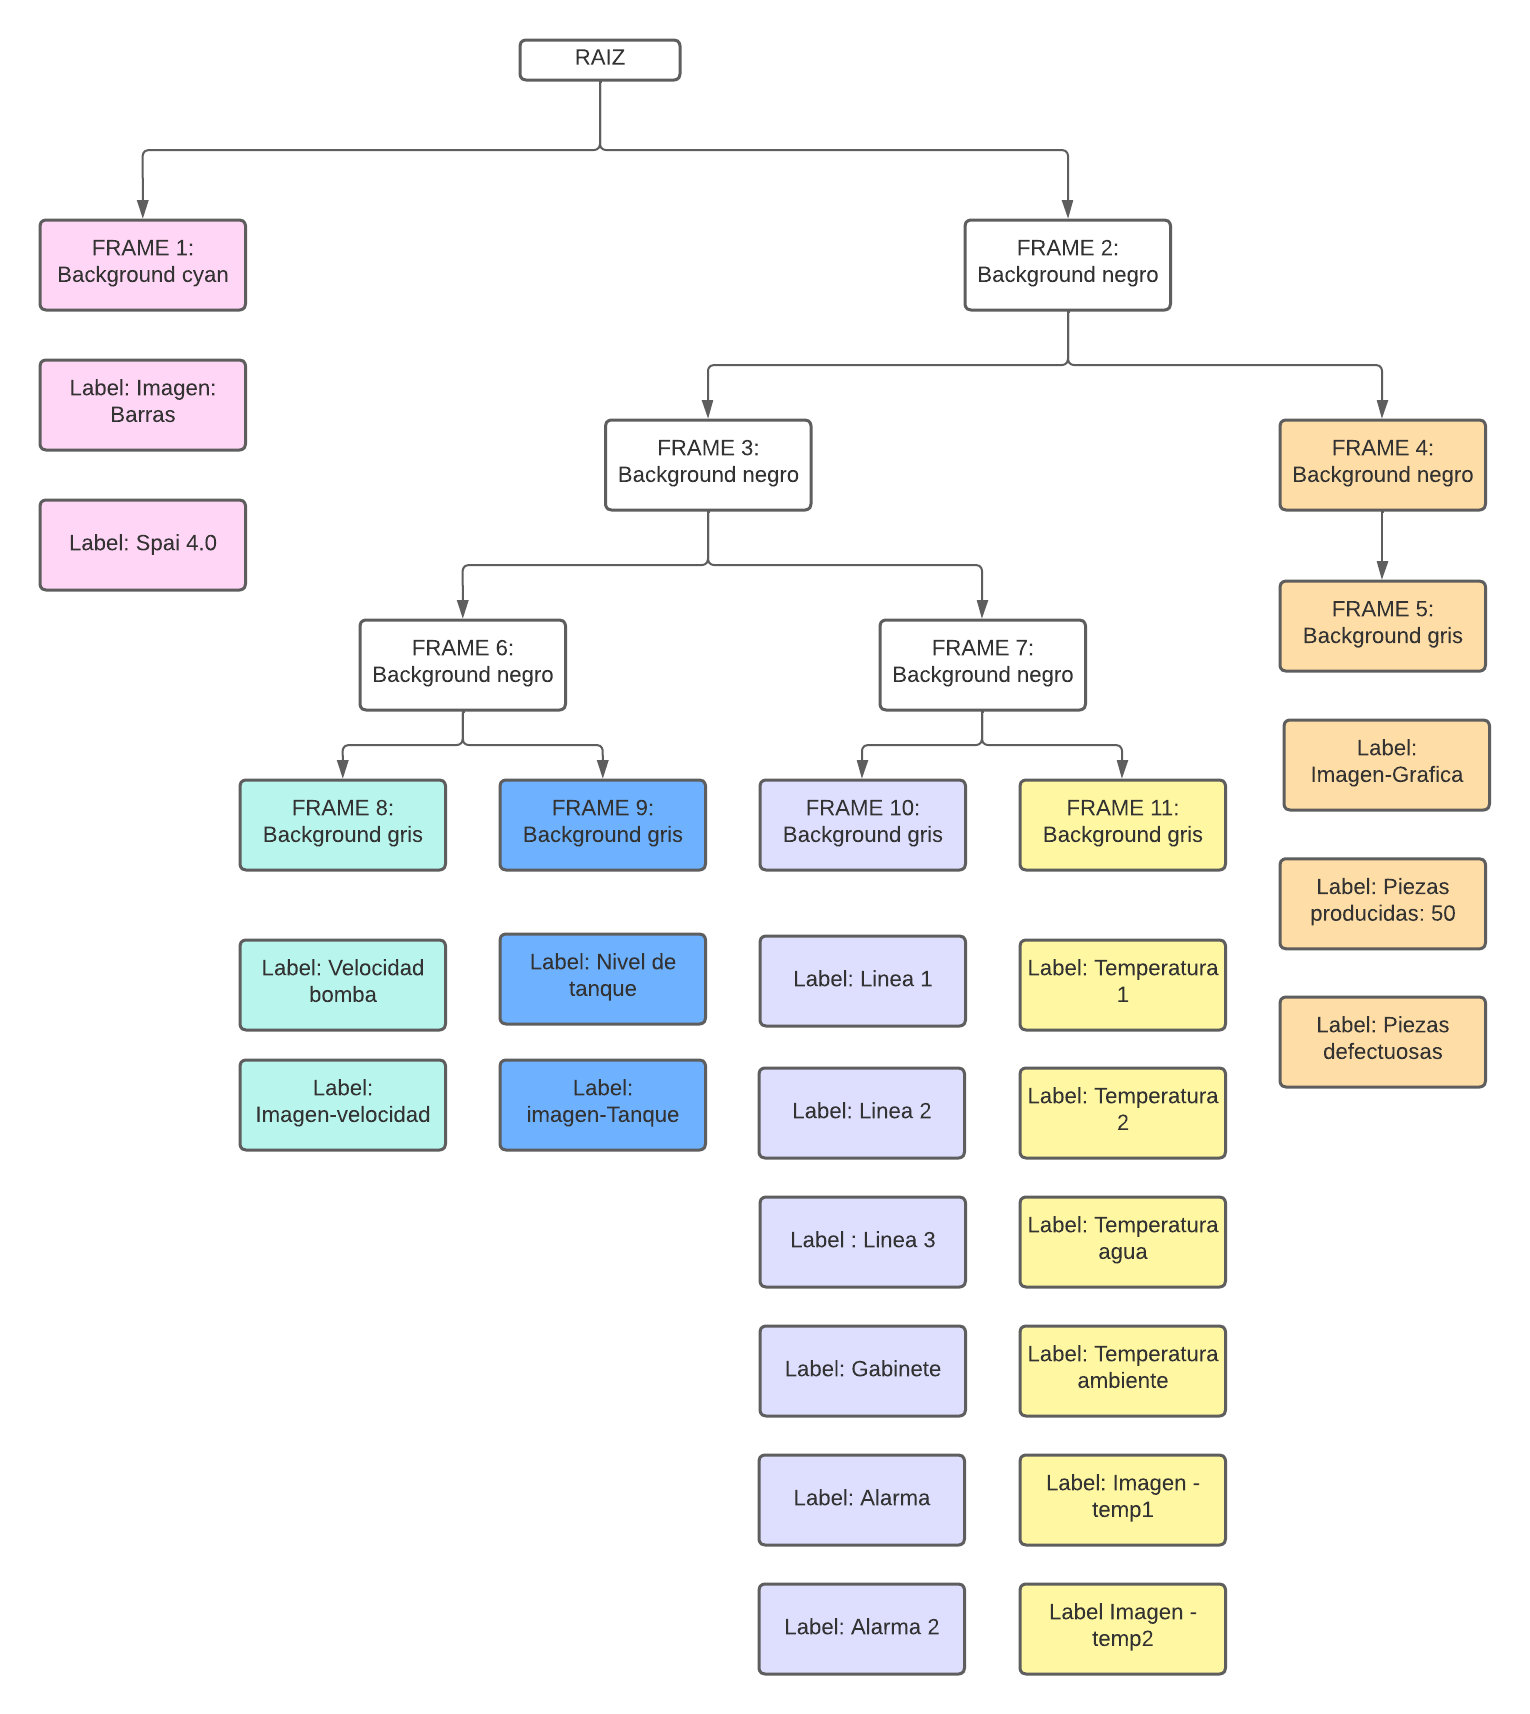 RAIZ
FRAME 1:
Background cyan
FRAME 2:
Background negro
Label: Imagen:
Barras
Label: Spai 4.0
FRAME 3:
Background negro
FRAME 4:
Background negro
FRAME 5:
Background gris
FRAME 6:
Background negro
FRAME 7:
Background negro
Label:
Imagen-Grafica
FRAME 8:
Background gris
FRAME 9:
Background gris
FRAME 10:
Background gris
FRAME 11:
Background gris
Label: Piezas
producidas: 50
Label: Velocidad
bomba
Label: Nivel de
tanque
Label: Linea 1
Label: Temperatura
1
Label: Piezas
defectuosas
Label:
Imagen-velocidad
Label:
imagen-Tanque
Label: Linea 2
Label: Temperatura
2
Label : Linea 3
Label: Temperatura
agua
Label: Gabinete
Label: Temperatura
ambiente
Label: Alarma
Label: Imagen -
temp1
Label: Alarma 2
Label Imagen -
temp2